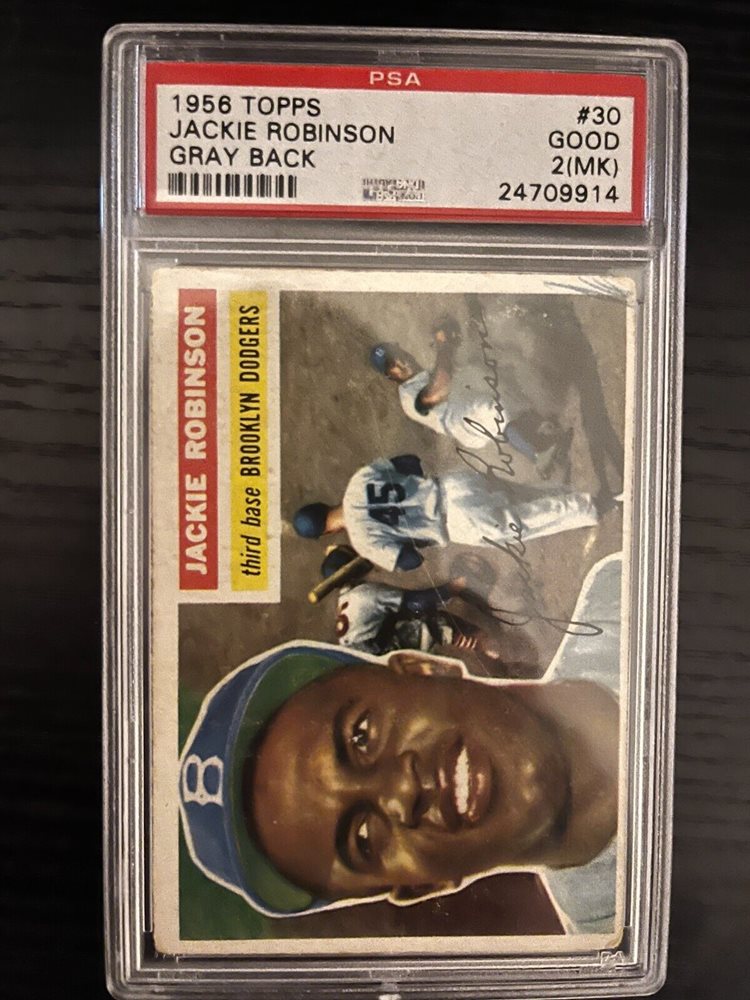 PSA
1956 TOPPS
#30
JACKIE ROBINSON
GOOD
GRAY BACK
2(MK)
24709914
JACKIE ROBINSON
third base BROOKLYN DODGERS
45
B
Jackie Robinson